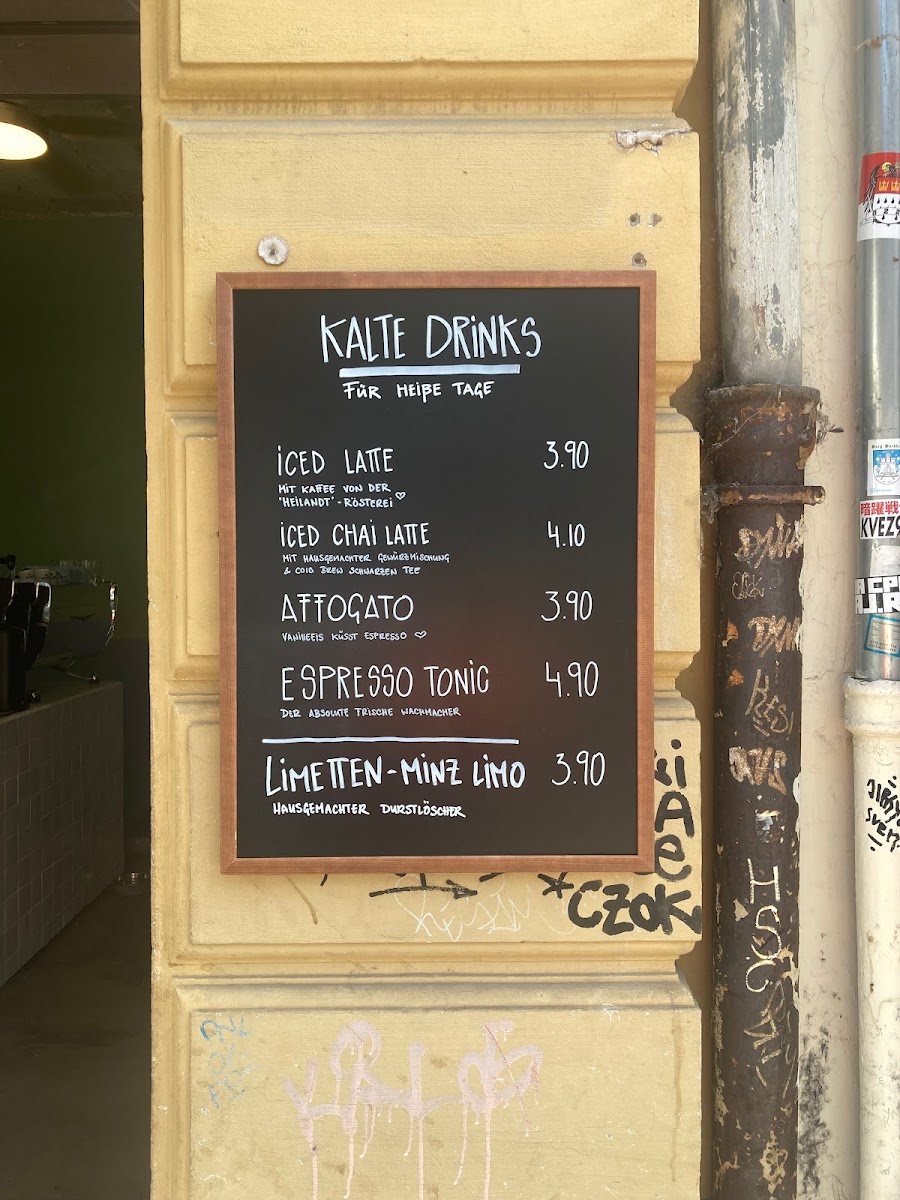 KALTE DRINKS
FÜR HEIßE TAGE
ICED LATTE 3.90
MIT KAFFEE VON DER
'HEILANDT' - RÖSTEREI ♡
ICED CHAI LATTE 4.10
MIT HAUSGEMACHTER GEWÜRZMISCHUNG
& COLD BREW SCHWARZEN TEE
AFFOGATO 3.90
VANILLEEIS KÜSST ESPRESSO ♡
ESPRESSO TONIC 4.90
DER ABSOLUTE FRISCHE WACHMACHER
LIMETTEN-MINZ LIMO 3.90
HAUSGEMACHTER DURSTLÖSCHER
CZOK
KVEZ
HSC